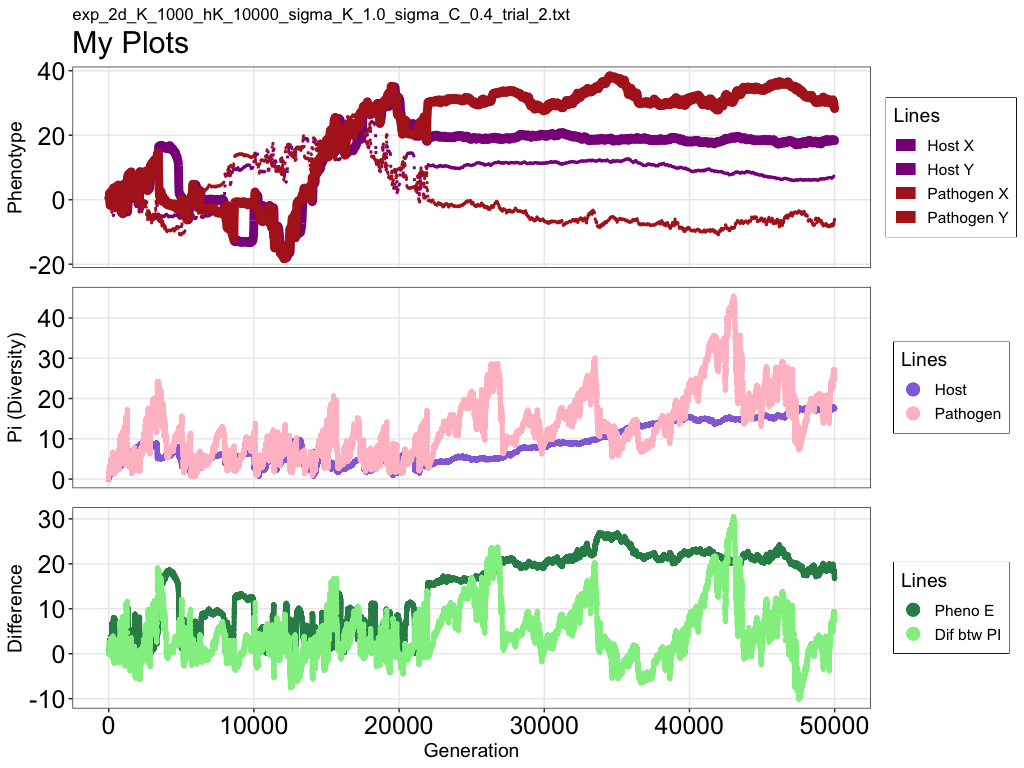 exp_2d_K_1000_hK_10000_sigma_K_1.0_sigma_C_0.4_trial_2.txt
My Plots
Phenotype
40
20
0
-20
Lines
Host X
Host Y
Pathogen X
Pathogen Y
Pi (Diversity)
40
30
20
10
0
Lines
Host
Pathogen
Difference
30
20
10
0
-10
Lines
Pheno E
Dif btw PI
0 10000 20000 30000 40000 50000
Generation